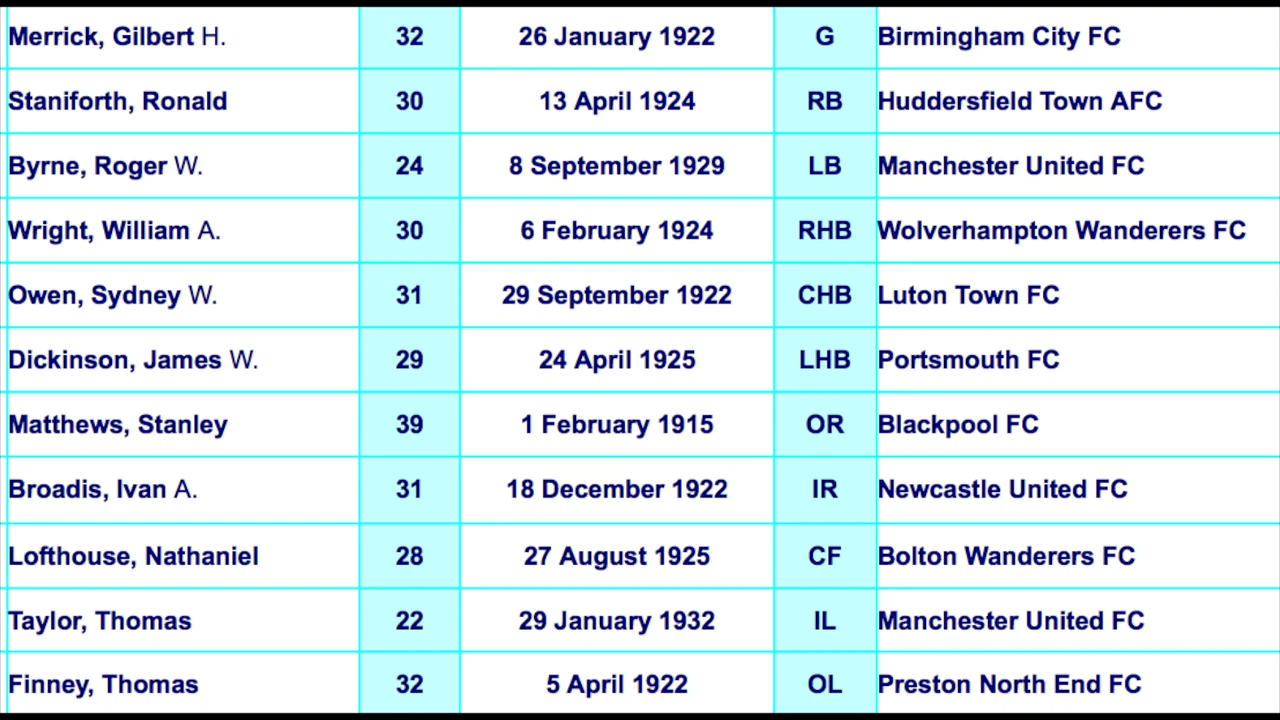 Merrick, Gilbert H. 32 26 January 1922 G Birmingham City FC
Staniforth, Ronald 30 13 April 1924 RB Huddersfield Town AFC
Byrne, Roger W. 24 8 September 1929 LB Manchester United FC
Wright, William A. 30 6 February 1924 RHB Wolverhampton Wanderers FC
Owen, Sydney W. 31 29 September 1922 CHB Luton Town FC
Dickinson, James W. 29 24 April 1925 LHB Portsmouth FC
Matthews, Stanley 39 1 February 1915 OR Blackpool FC
Broadis, Ivan A. 31 18 December 1922 IR Newcastle United FC
Lofthouse, Nathaniel 28 27 August 1925 CF Bolton Wanderers FC
Taylor, Thomas 22 29 January 1932 IL Manchester United FC
Finney, Thomas 32 5 April 1922 OL Preston North End FC